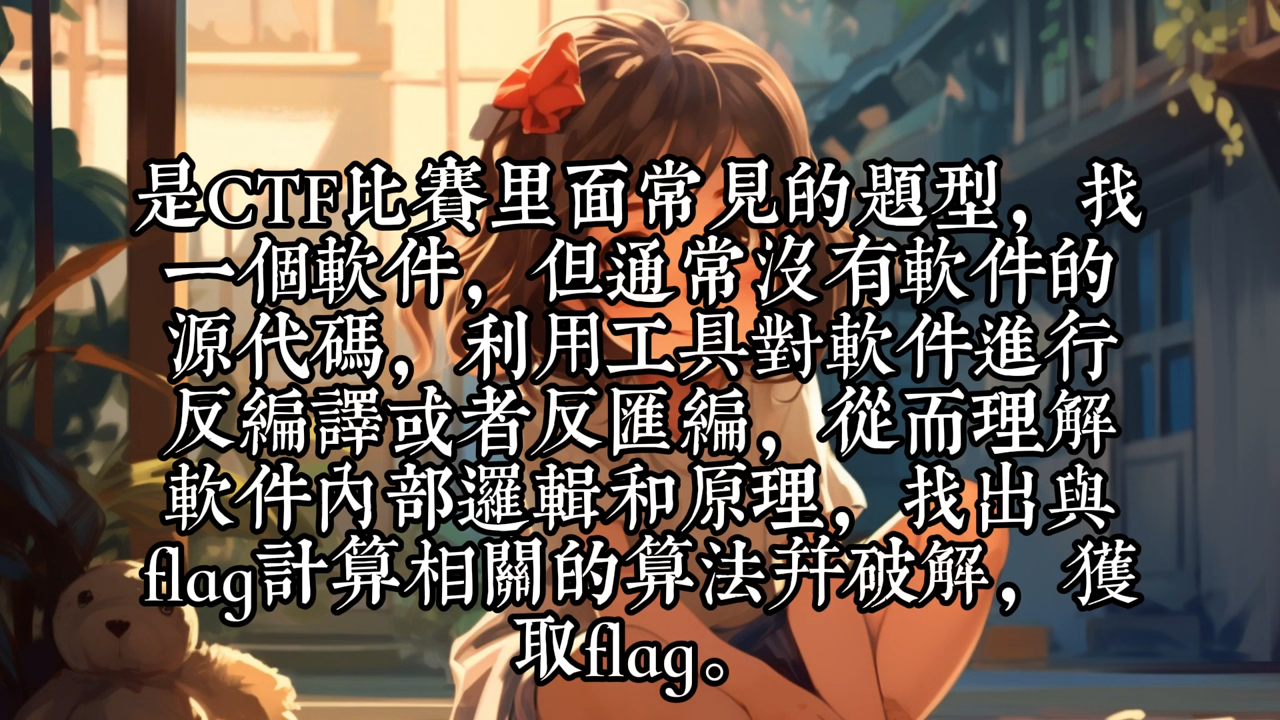 是CTF比賽里面常見的題型，找
一個軟件，但通常沒有軟件的
源代碼，利用工具對軟件進行
反編譯或者反匯編，從而理解
軟件內部邏輯和原理，找出與
flag計算相關的算法并破解，獲
取flag。